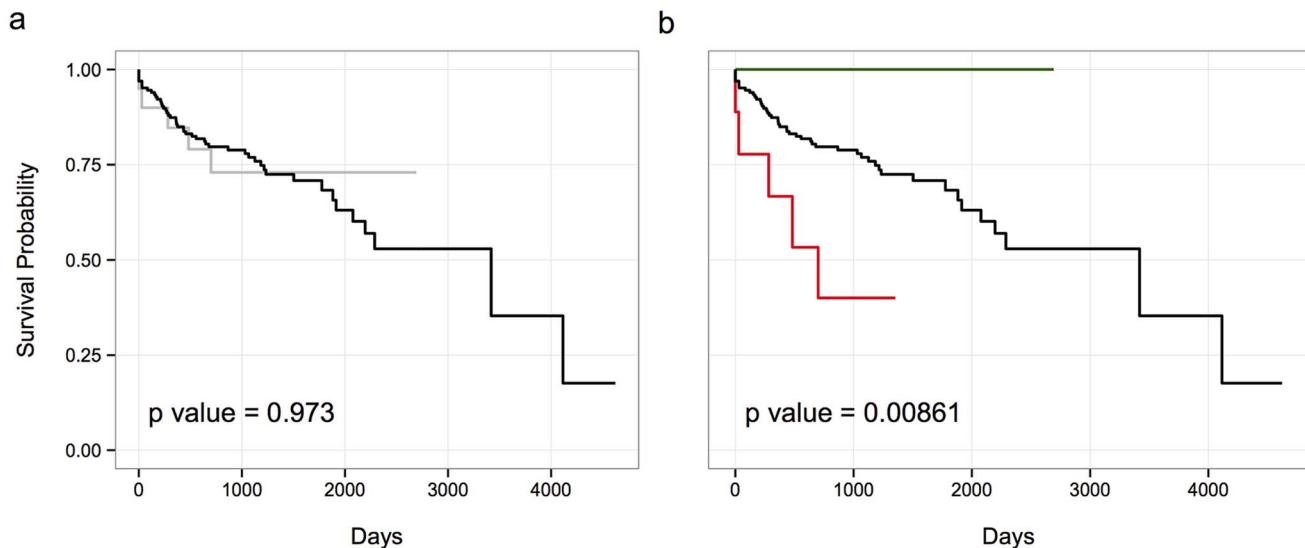 a
b
Survival Probability
1.00
0.75
0.50
0.25
0.00
p value = 0.973
p value = 0.00861
0 1000 2000 3000 4000
0 1000 2000 3000 4000
Days
Days